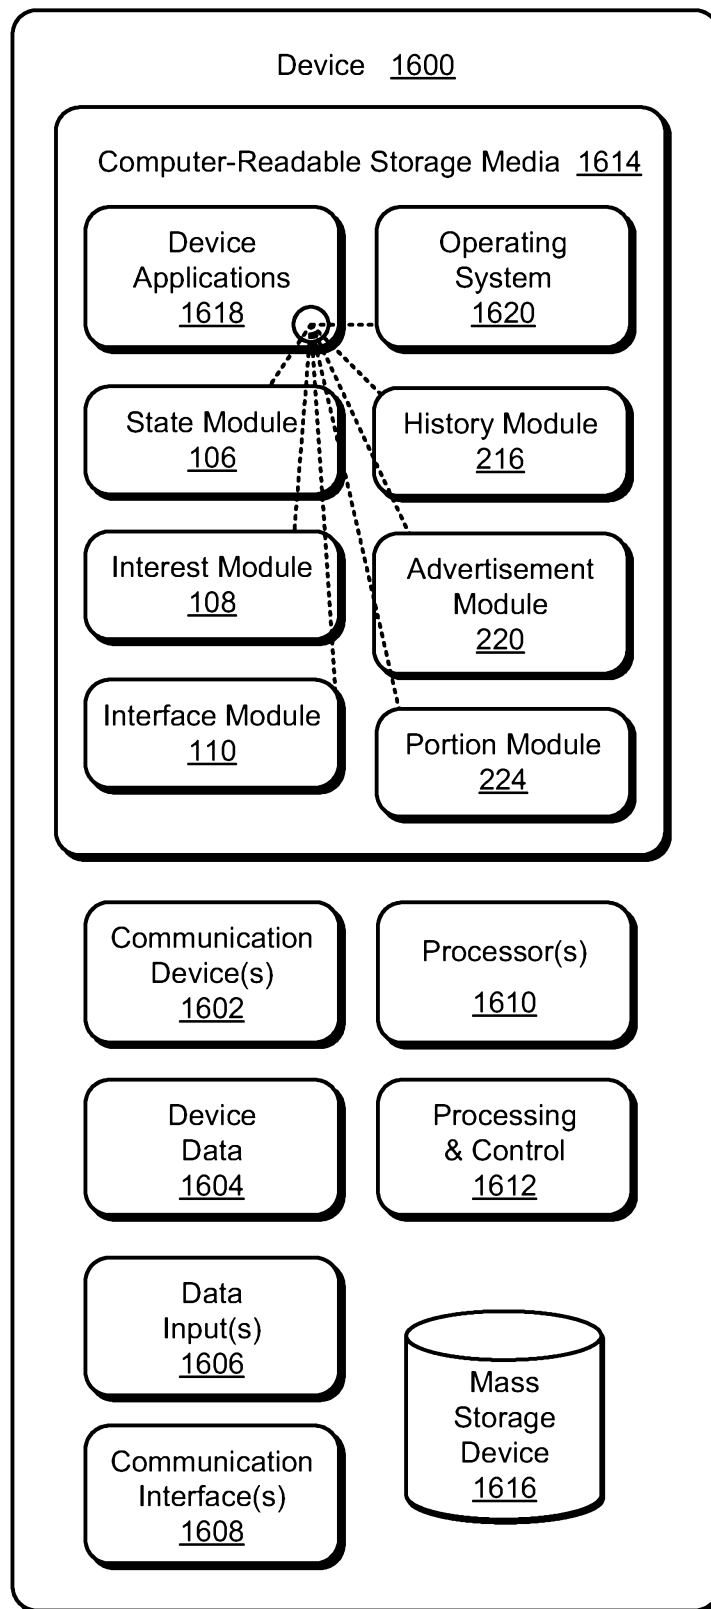 Device 1600
Computer-Readable Storage Media 1614
Device
Applications
1618
Operating
System
1620
State Module
106
History Module
216
Interest Module
108
Advertisement
Module
220
Interface Module
110
Portion Module
224
Communication
Device(s)
1602
Processor(s)
1610
Device
Data
1604
Processing
& Control
1612
Data
Input(s)
1606
Mass
Storage
Device
1616
Communication
Interface(s)
1608